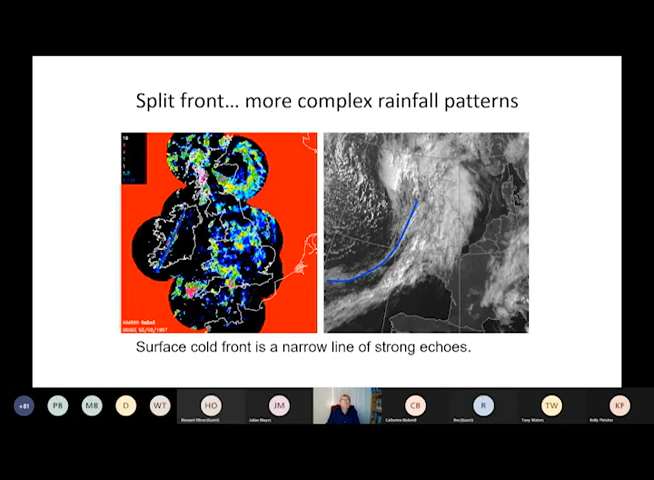 Split front... more complex rainfall patterns
Surface cold front is a narrow line of strong echoes.
+81
PB
MB
D
WT
HO
JM
CB
R
TW
KF